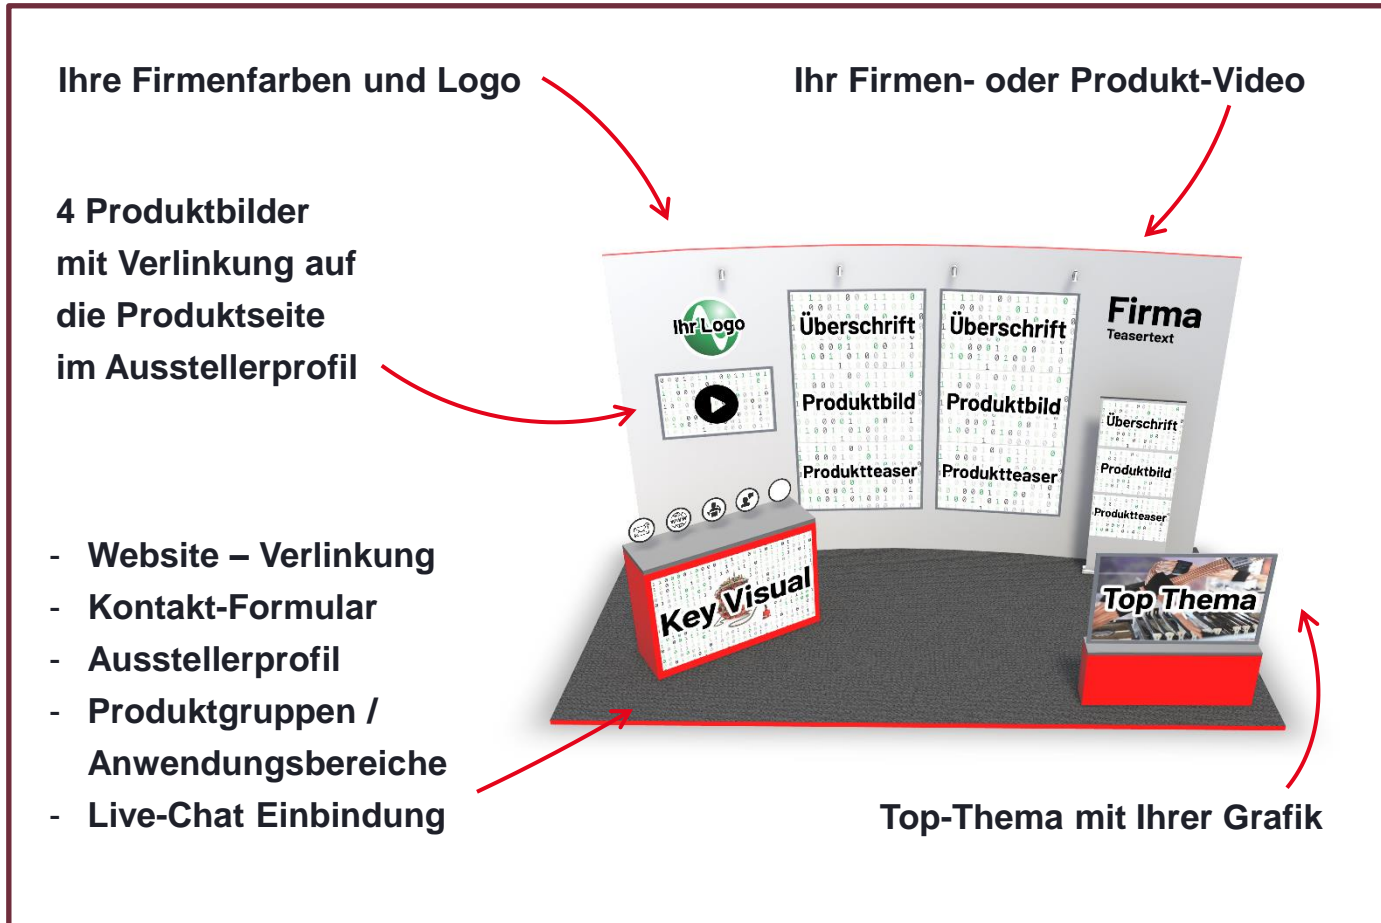 Ihre Firmenfarben und Logo
Ihr Firmen- oder Produkt-Video
4 Produktbilder
mit Verlinkung auf
die Produktseite
im Ausstellerprofil
- Website – Verlinkung
- Kontakt-Formular
- Ausstellerprofil
- Produktgruppen /
Anwendungsbereiche
- Live-Chat Einbindung
Ihr Logo
Überschrift
Produktbild
Produktteaser
Überschrift
Produktbild
Produktteaser
Firma
Teasertext
Überschrift
Produktbild
Produktteaser
Key Visual
Top Thema
Top-Thema mit Ihrer Grafik